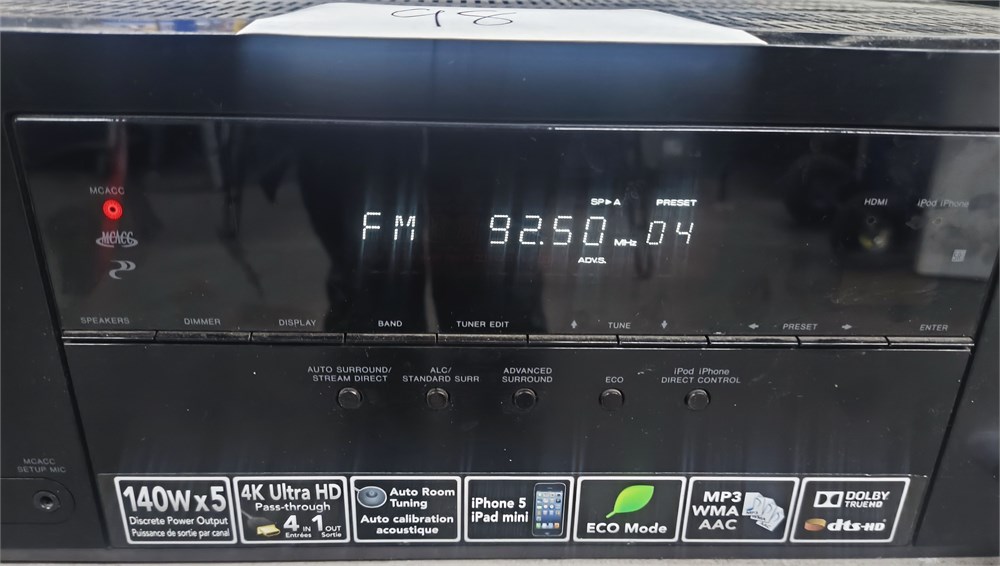 98
MCACC
SP▶A PRESET
HDMI iPod iPhone
FM 92.50 MHz 04
MCACC
ADV.S.
SPEAKERS DIMMER DISPLAY BAND TUNER EDIT TUNE PRESET ENTER
AUTO SURROUND/
STREAM DIRECT
ALC/
STANDARD SURR
ADVANCED
SURROUND
ECO
iPod iPhone
DIRECT CONTROL
MCACC
SETUP MIC
140W x 5
Discrete Power Output
Puissance de sortie par canal
4K Ultra HD
Pass-through
4 IN 1 OUT
Entrées Sortie
Auto Room
Tuning
Auto calibration
acoustique
iPhone 5
iPad mini
ECO Mode
MP3
WMA
AAC
DOLBY
TRUEHD
dts-HD